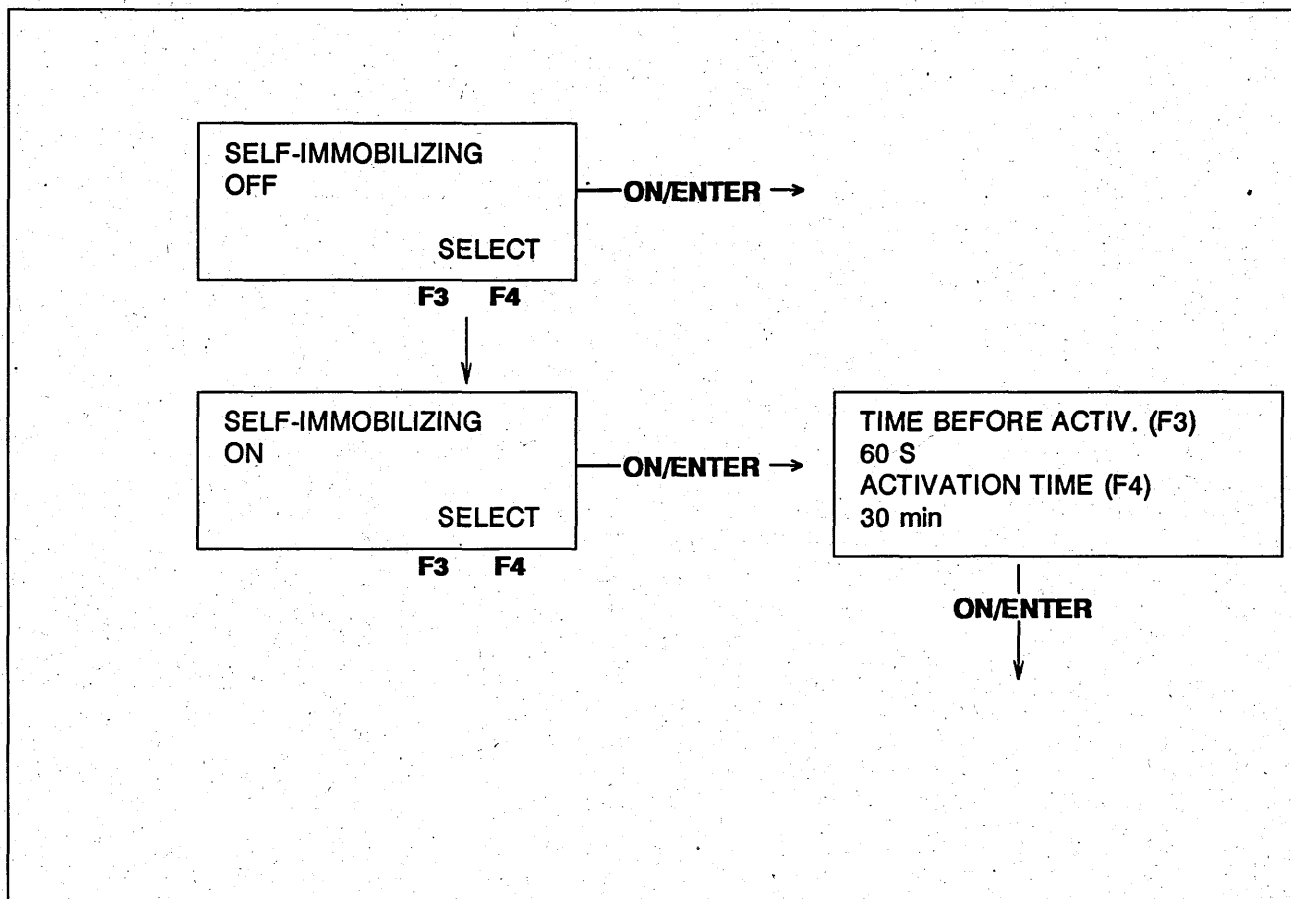 SELF-IMMOBILIZING
OFF
ON/ENTER
SELECT
F3 F4
SELF-IMMOBILIZING
ON
ON/ENTER
SELECT
F3 F4
TIME BEFORE ACTIV. (F3)
60 S
ACTIVATION TIME (F4)
30 min
ON/ENTER